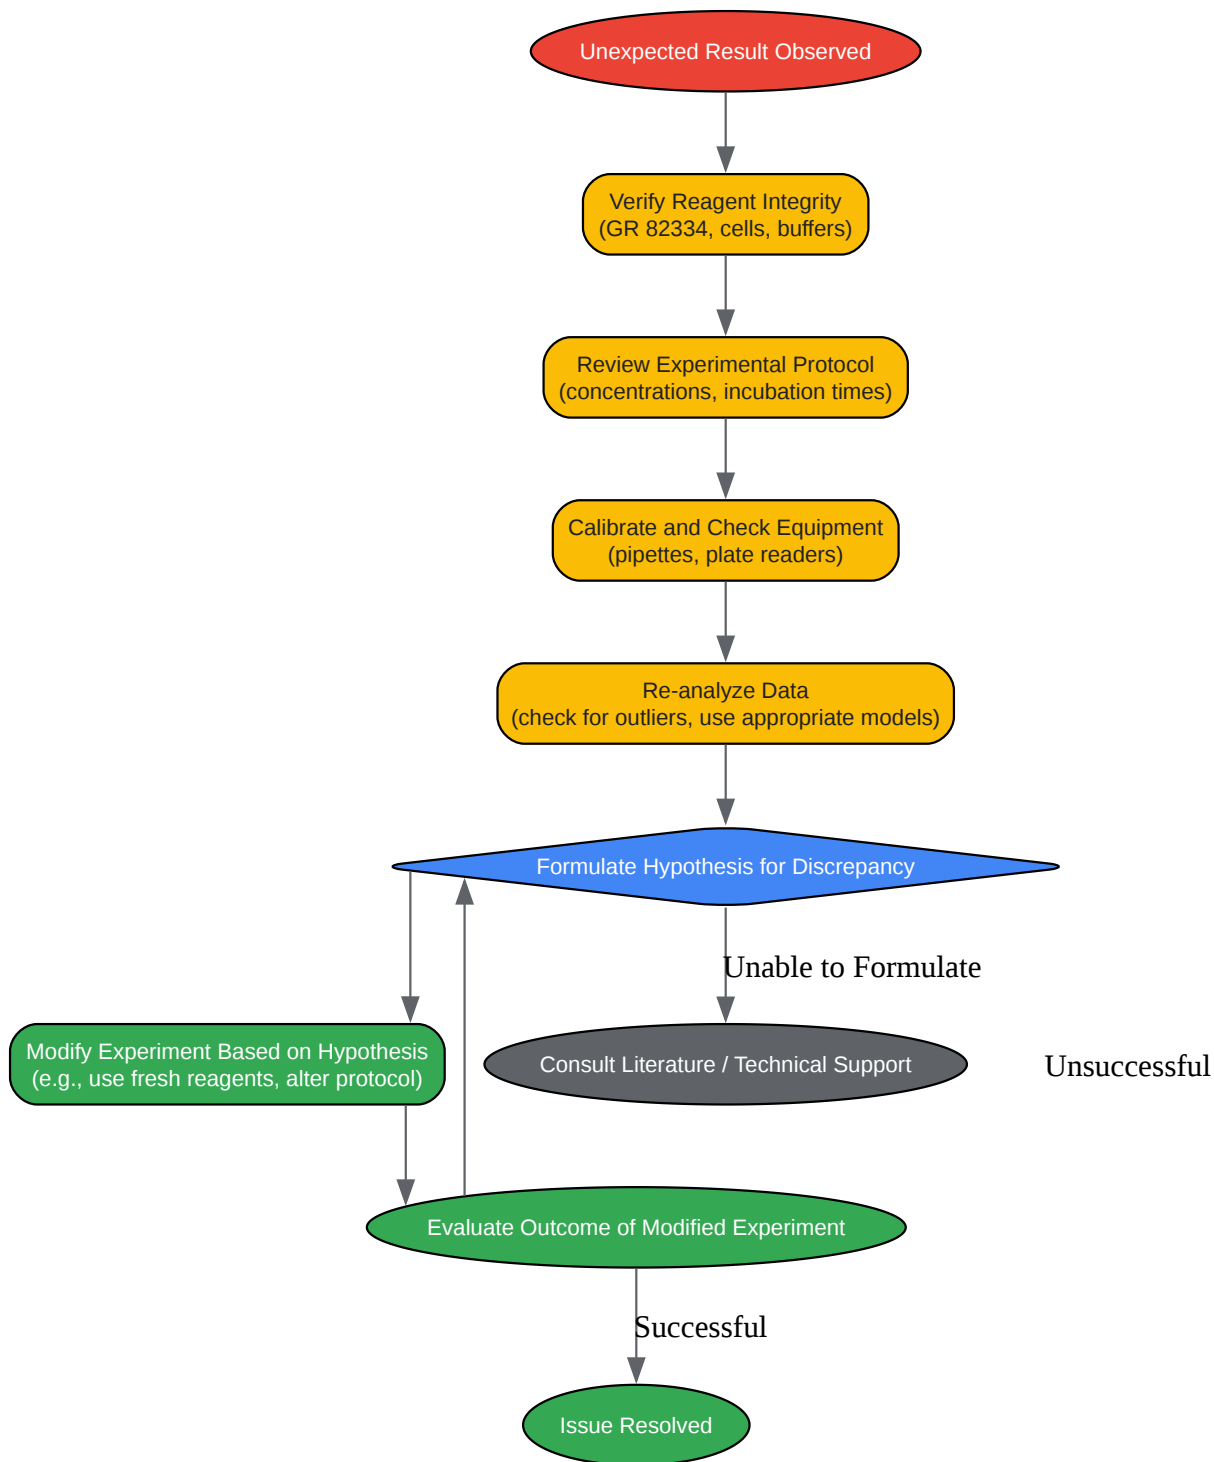 Unexpected Result Observed
Verify Reagent Integrity
(GR 82334, cells, buffers)
Review Experimental Protocol
(concentrations, incubation times)
Calibrate and Check Equipment
(pipettes, plate readers)
Re-analyze Data
(check for outliers, use appropriate models)
Formulate Hypothesis for Discrepancy
Unable to Formulate
Modify Experiment Based on Hypothesis
(e.g., use fresh reagents, alter protocol)
Consult Literature / Technical Support
Unsuccessful
Evaluate Outcome of Modified Experiment
Successful
Issue Resolved